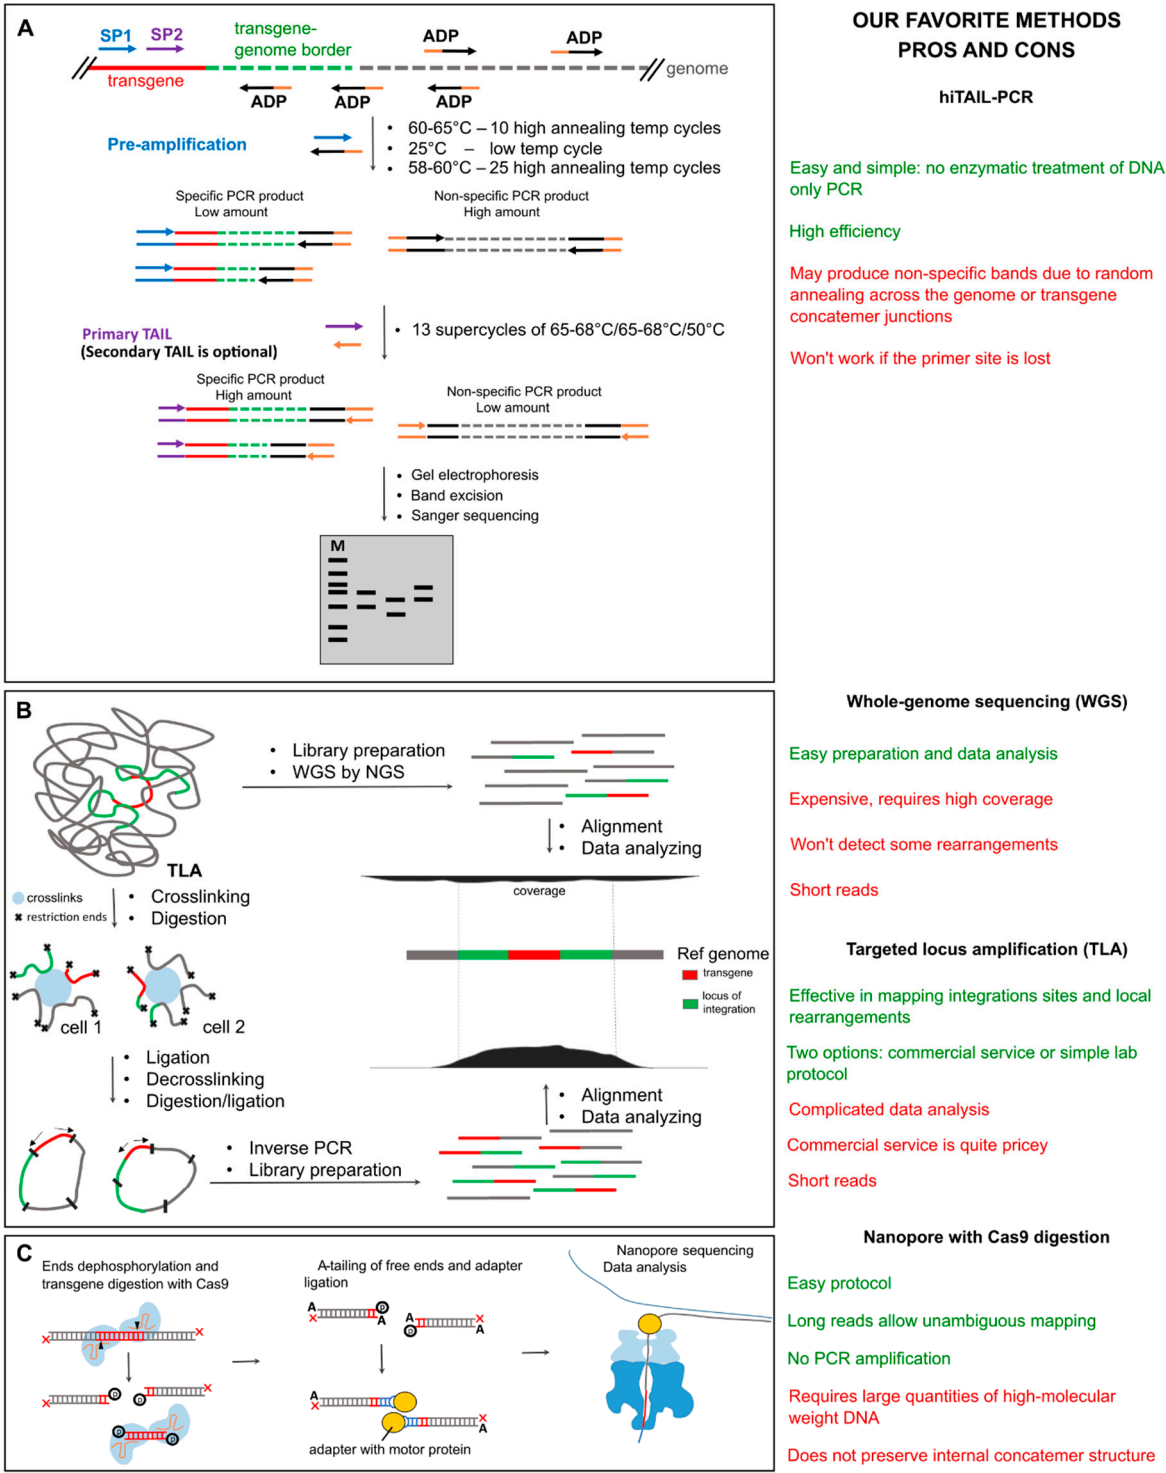 A
SP1
SP2
transgene-
genome border
ADP
ADP
transgene
genome
ADP
ADP
ADP
Pre-amplification
• 60-65°C – 10 high annealing temp cycles
• 25°C – low temp cycle
• 58-60°C – 25 high annealing temp cycles
Specific PCR product
Low amount
Non-specific PCR product
High amount
Primary TAIL
(Secondary TAIL is optional)
• 13 supercycles of 65-68°C/65-68°C/50°C
Specific PCR product
High amount
Non-specific PCR product
Low amount
• Gel electrophoresis
• Band excision
• Sanger sequencing
M
OUR FAVORITE METHODS
PROS AND CONS
hiTAIL-PCR
Easy and simple: no enzymatic treatment of DNA
only PCR
High efficiency
May produce non-specific bands due to random
annealing across the genome or transgene
concatemer junctions
Won't work if the primer site is lost
B
• Library preparation
• WGS by NGS
• Alignment
• Data analyzing
TLA
crosslinks
restriction ends
• Crosslinking
• Digestion
coverage
Ref genome
transgene
locus of
integration
cell 1
cell 2
• Ligation
• Decrosslinking
• Digestion/ligation
• Alignment
• Data analyzing
• Inverse PCR
• Library preparation
Whole-genome sequencing (WGS)
Easy preparation and data analysis
Expensive, requires high coverage
Won't detect some rearrangements
Short reads
Targeted locus amplification (TLA)
Effective in mapping integrations sites and local
rearrangements
Two options: commercial service or simple lab
protocol
Complicated data analysis
Commercial service is quite pricey
Short reads
C
Ends dephosphorylation and
transgene digestion with Cas9
P
P
P
P
A-tailing of free ends and adapter
ligation
A
P
A
A
P
A
A
A
adapter with motor protein
Nanopore sequencing
Data analysis
Nanopore with Cas9 digestion
Easy protocol
Long reads allow unambiguous mapping
No PCR amplification
Requires large quantities of high-molecular
weight DNA
Does not preserve internal concatemer structure